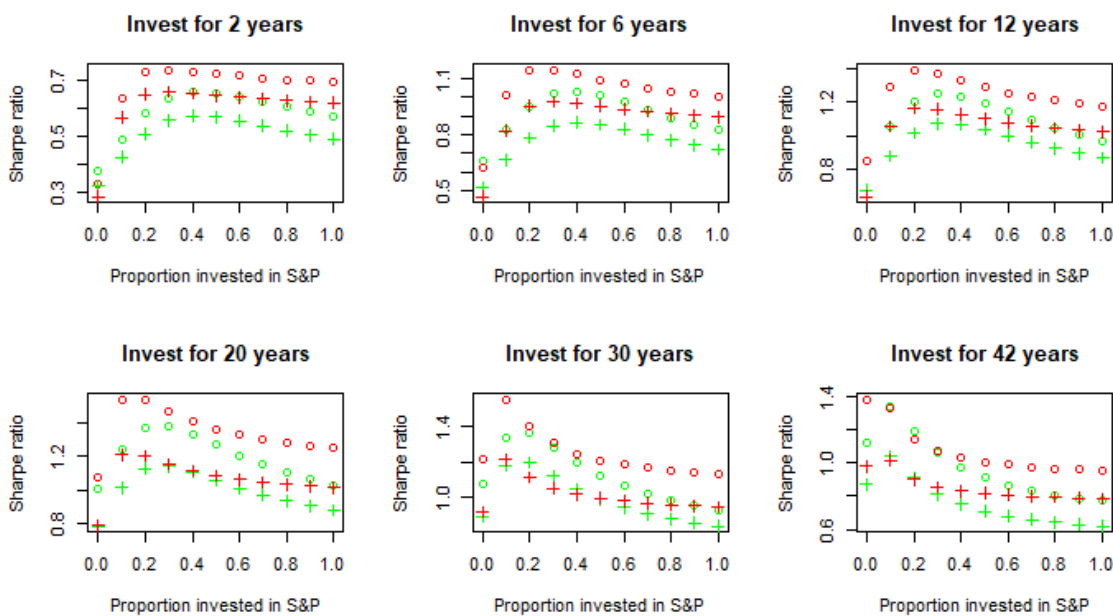 Invest for 2 years
Sharpe ratio
0.3 0.5 0.7
0.0 0.2 0.4 0.6 0.8 1.0
Proportion invested in S&P
Invest for 6 years
Sharpe ratio
0.5 0.8 1.1
0.0 0.2 0.4 0.6 0.8 1.0
Proportion invested in S&P
Invest for 12 years
Sharpe ratio
0.8 1.2
0.0 0.2 0.4 0.6 0.8 1.0
Proportion invested in S&P
Invest for 20 years
Sharpe ratio
0.8 1.2
0.0 0.2 0.4 0.6 0.8 1.0
Proportion invested in S&P
Invest for 30 years
Sharpe ratio
1.0 1.4
0.0 0.2 0.4 0.6 0.8 1.0
Proportion invested in S&P
Invest for 42 years
Sharpe ratio
0.6 1.0 1.4
0.0 0.2 0.4 0.6 0.8 1.0
Proportion invested in S&P